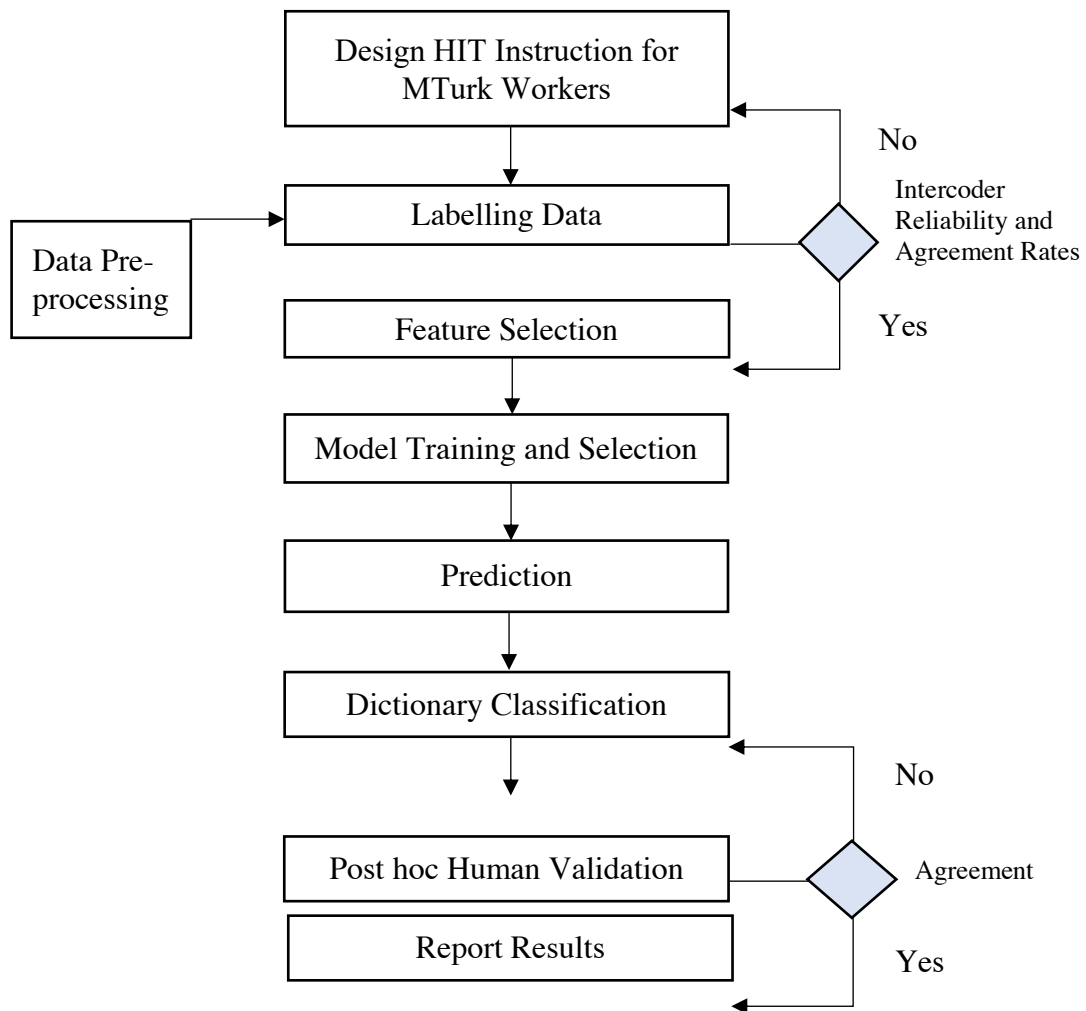 Design HIT Instruction for
MTurk Workers
No
Intercoder
Reliability and
Agreement Rates
Labelling Data
Data Pre-
processing
Yes
Feature Selection
Model Training and Selection
Prediction
Dictionary Classification
No
Post hoc Human Validation
Agreement
Report Results
Yes